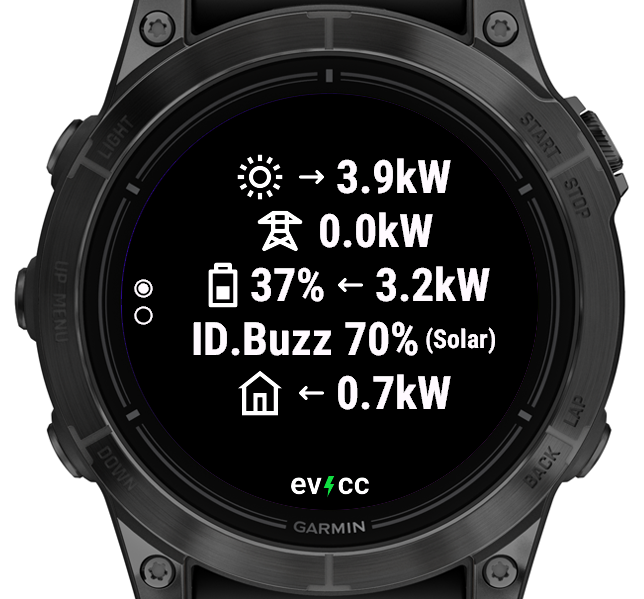 LIGHT
START
STOP
→ 3.9kW
0.0kW
37% ← 3.2kW
UP·MENU
ID.Buzz 70% (Solar)
← 0.7kW
LAP
BACK
DOWN
evcc
GARMIN